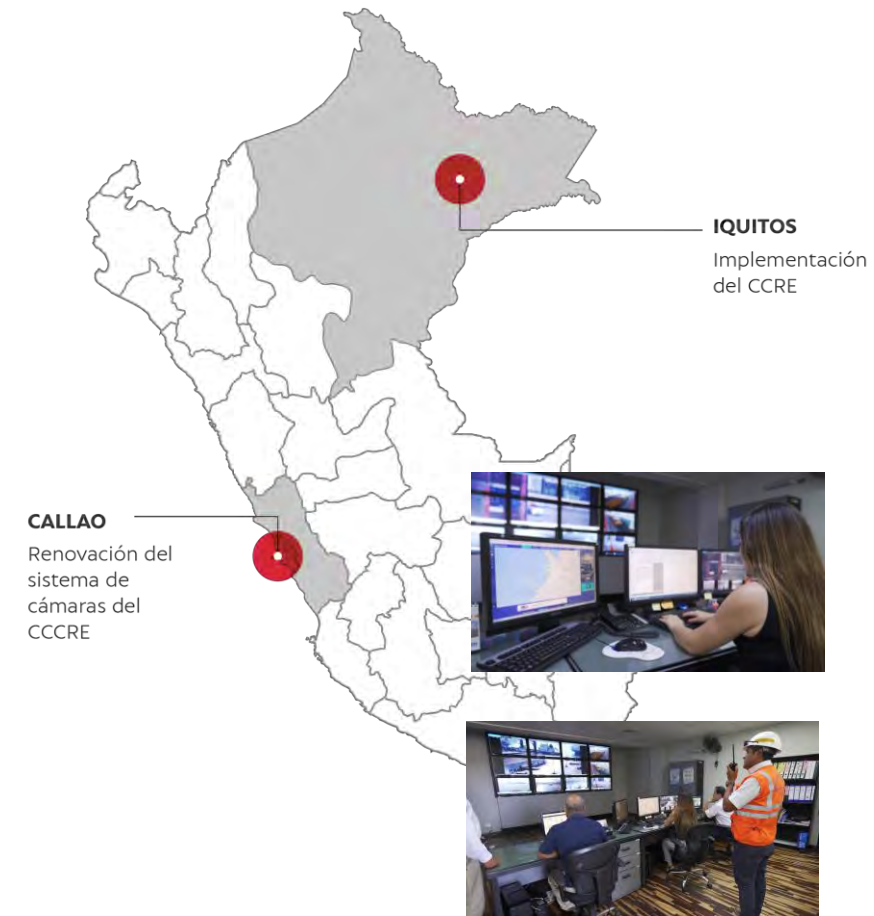 IQUITOS
Implementación
del CCRE
CALLAO
Renovación del
sistema de
cámaras del
CCCRE